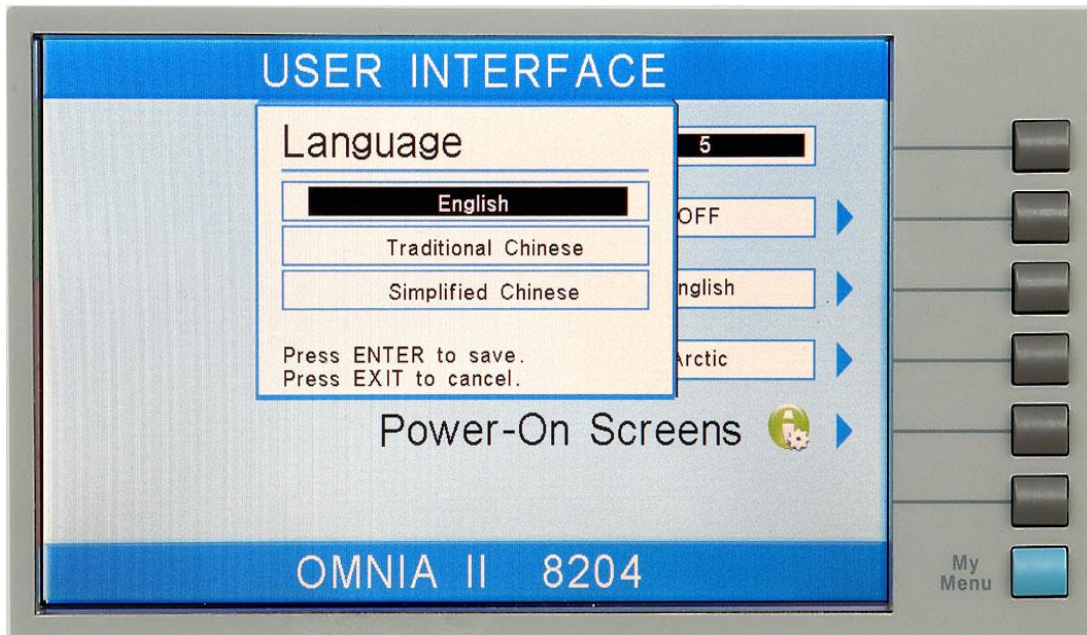 USER INTERFACE
Language
English
Traditional Chinese
Simplified Chinese
Press ENTER to save.
Press EXIT to cancel.
5
OFF
nglish
Arctic
Power-On Screens
OMNIA II 8204
My
Menu